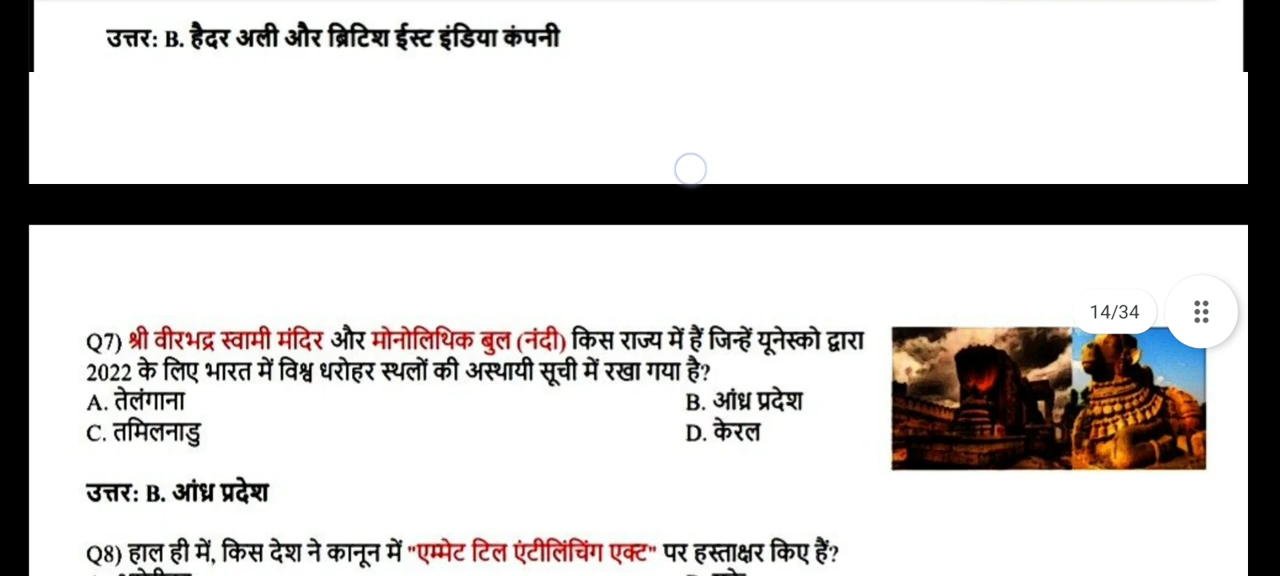 उत्तर: B. हैदर अली और ब्रिटिश ईस्ट इंडिया कंपनी
14/34
Q7) श्री वीरभद्र स्वामी मंदिर और मोनोलिथिक बुल (नंदी) किस राज्य में हैं जिन्हें यूनेस्को द्वारा
2022 के लिए भारत में विश्व धरोहर स्थलों की अस्थायी सूची में रखा गया है?
A. तेलंगाना B. आंध्र प्रदेश
C. तमिलनाडु D. केरल
उत्तर: B. आंध्र प्रदेश
Q8) हाल ही में, किस देश ने कानून में "एम्मेट टिल एंटीलिंचिंग एक्ट" पर हस्ताक्षर किए हैं?